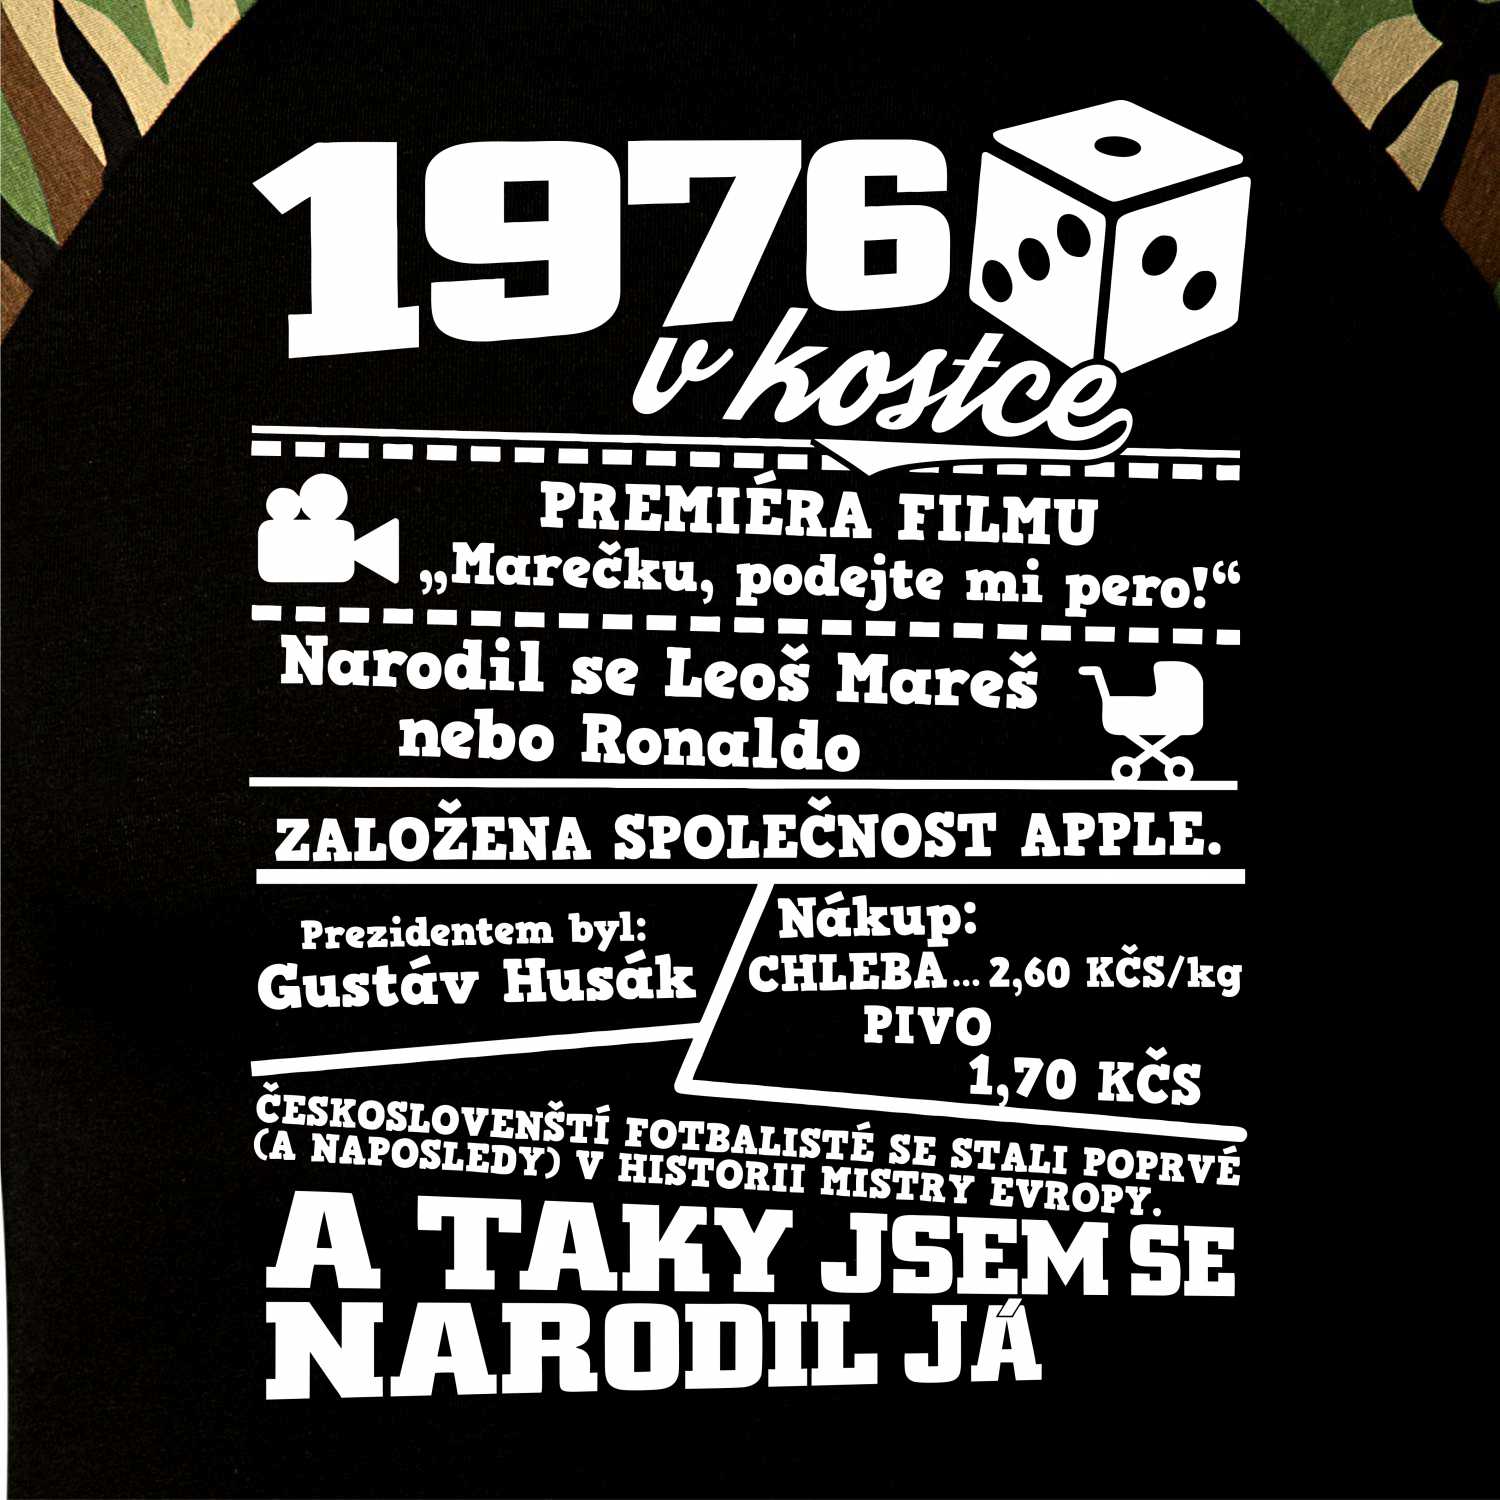 1976
v kostce
PREMIÉRA FILMU
„Marečku, podejte mi pero!“
Narodil se Leoš Mareš
nebo Ronaldo
ZALOŽENA SPOLEČNOST APPLE.
Prezidentem byl:
Gustáv Husák
Nákup:
CHLEBA... 2,60 KČS/kg
PIVO
1,70 KČS
ČESKOSLOVENŠTÍ FOTBALISTÉ SE STALI POPRVÉ
(A NAPOSLEDY) V HISTORII MISTRY EVROPY.
A TAKY JSEM SE
NARODIL JÁ